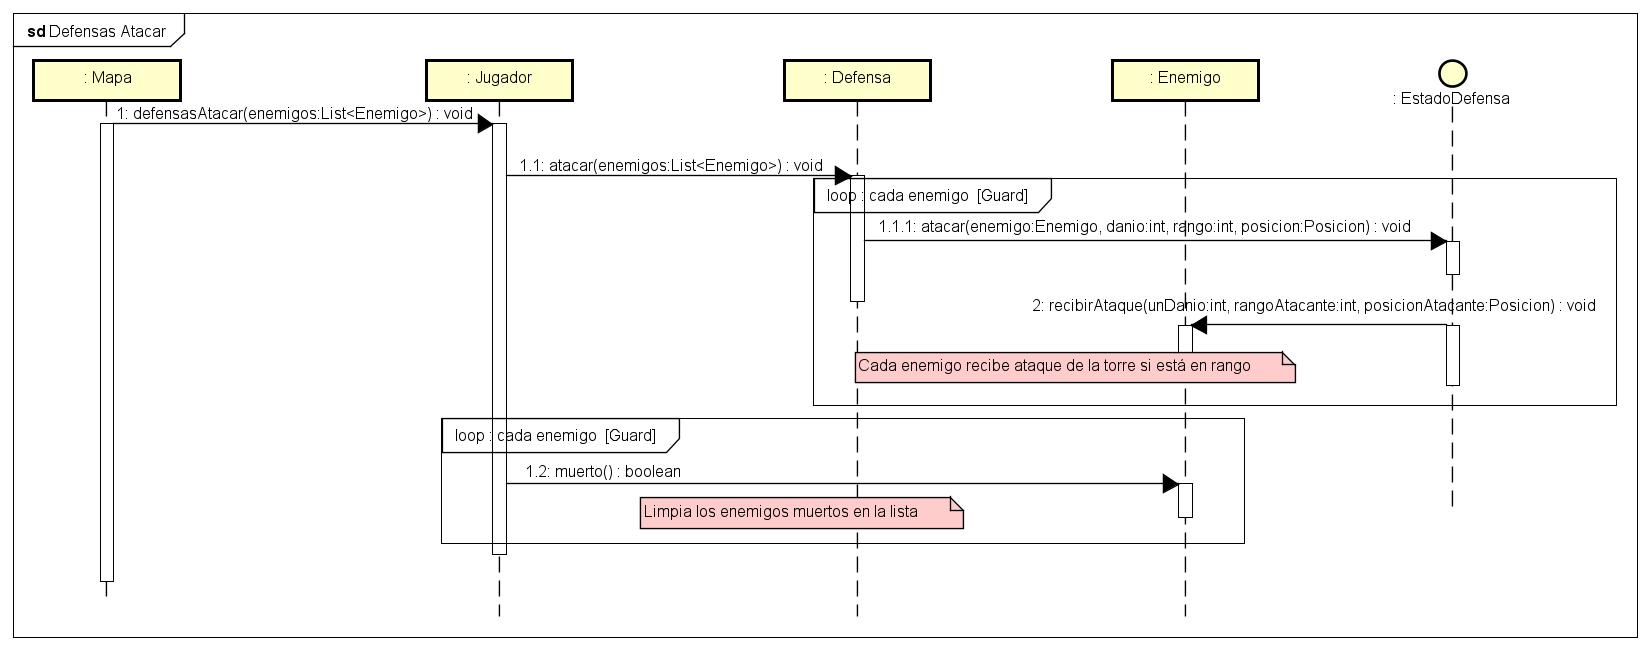 sd Defensas Atacar
: Mapa
: Jugador
: Defensa
: Enemigo
: EstadoDefensa
1: defensasAtacar(enemigos:List<Enemigo>) : void
1.1: atacar(enemigos:List<Enemigo>) : void
loop : cada enemigo [Guard]
1.1.1: atacar(enemigo:Enemigo, danio:int, rango:int, posicion:Posicion) : void
2: recibirAtaque(unDanio:int, rangoAtacante:int, posicionAtacante:Posicion) : void
Cada enemigo recibe ataque de la torre si está en rango
loop : cada enemigo [Guard]
1.2: muerto() : boolean
Limpia los enemigos muertos en la lista